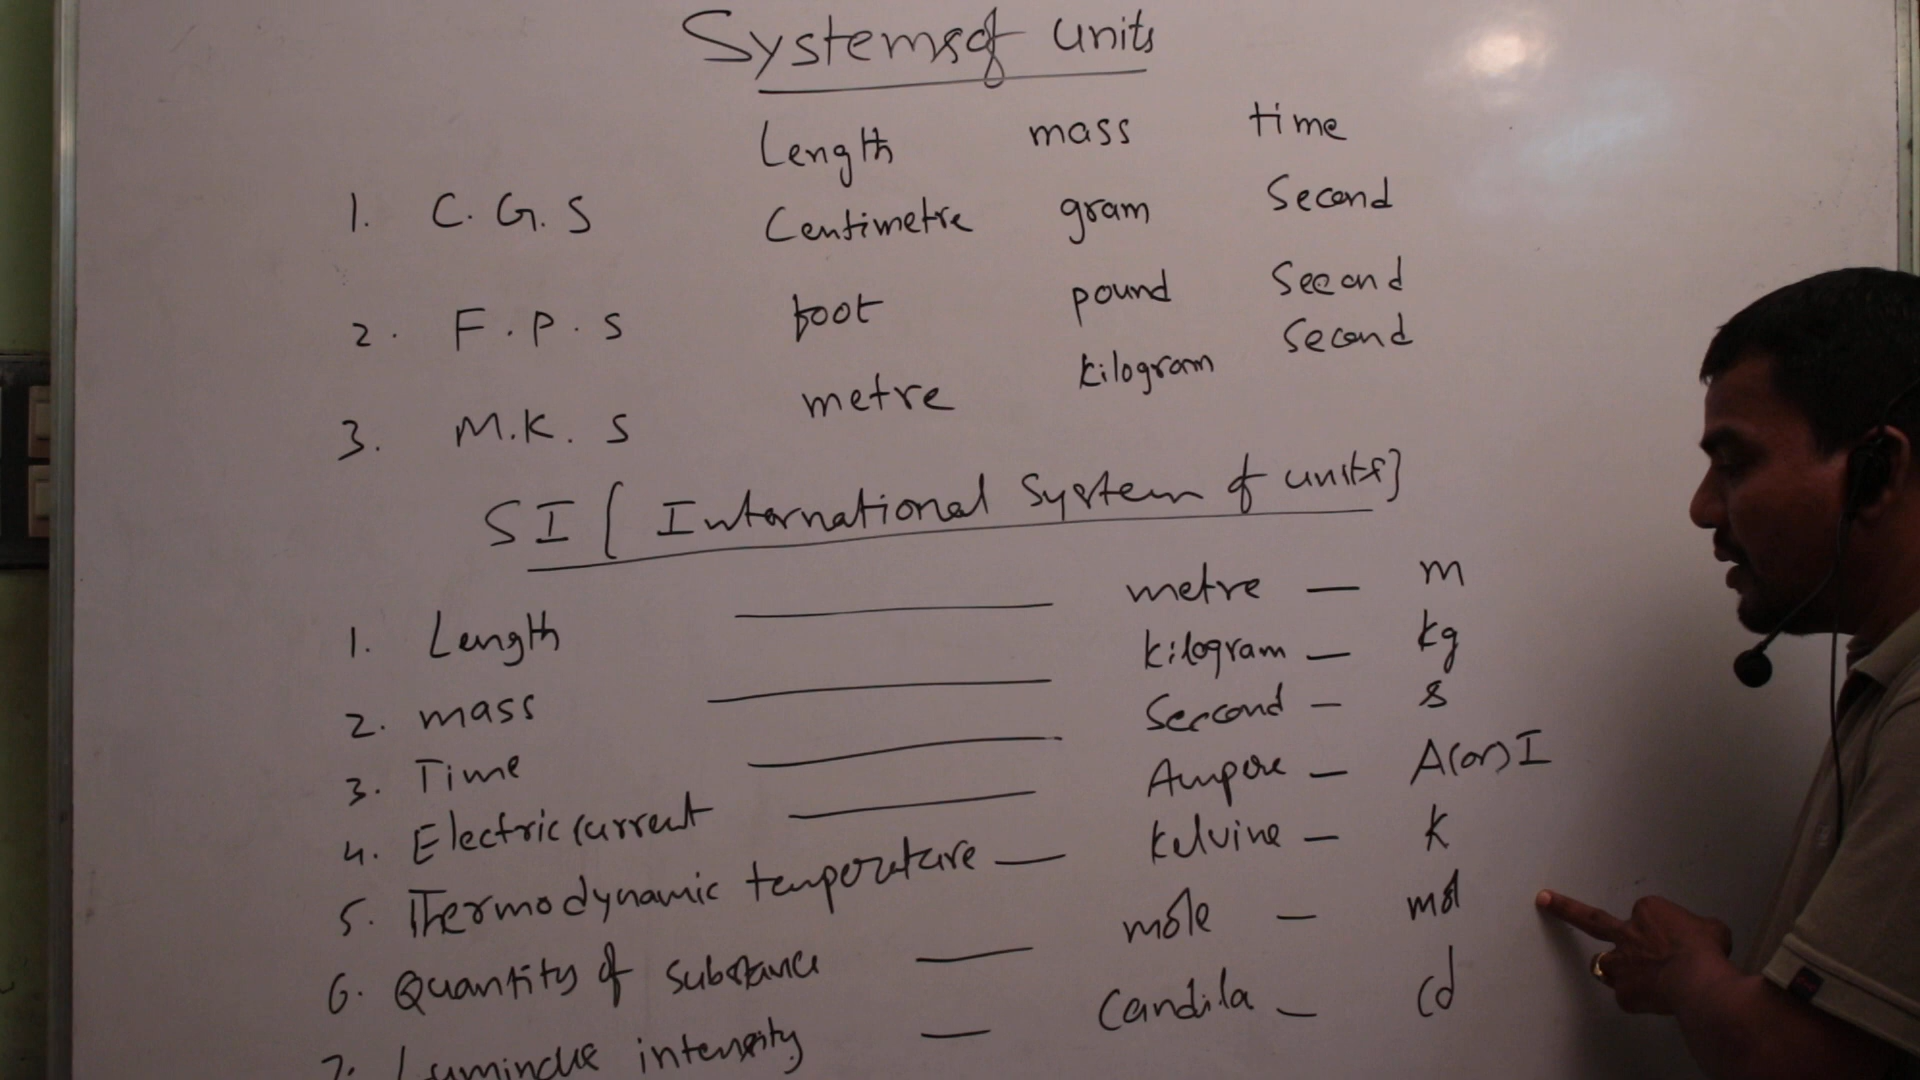 Systems of units
Length mass time
1. C.G.S Centimetre gram Second
2. F.P.S foot pound Second
3. M.K.S metre kilogram Second
SI [International System of units]
1. Length — metre — m
2. mass — kilogram — kg
3. Time — Second — s
4. Electric current — Ampere — A(or) I
5. Thermodynamic temperature — Kelvine — K
6. Quantity of substance — mole — mol
7. Luminous intensity — Candila — cd